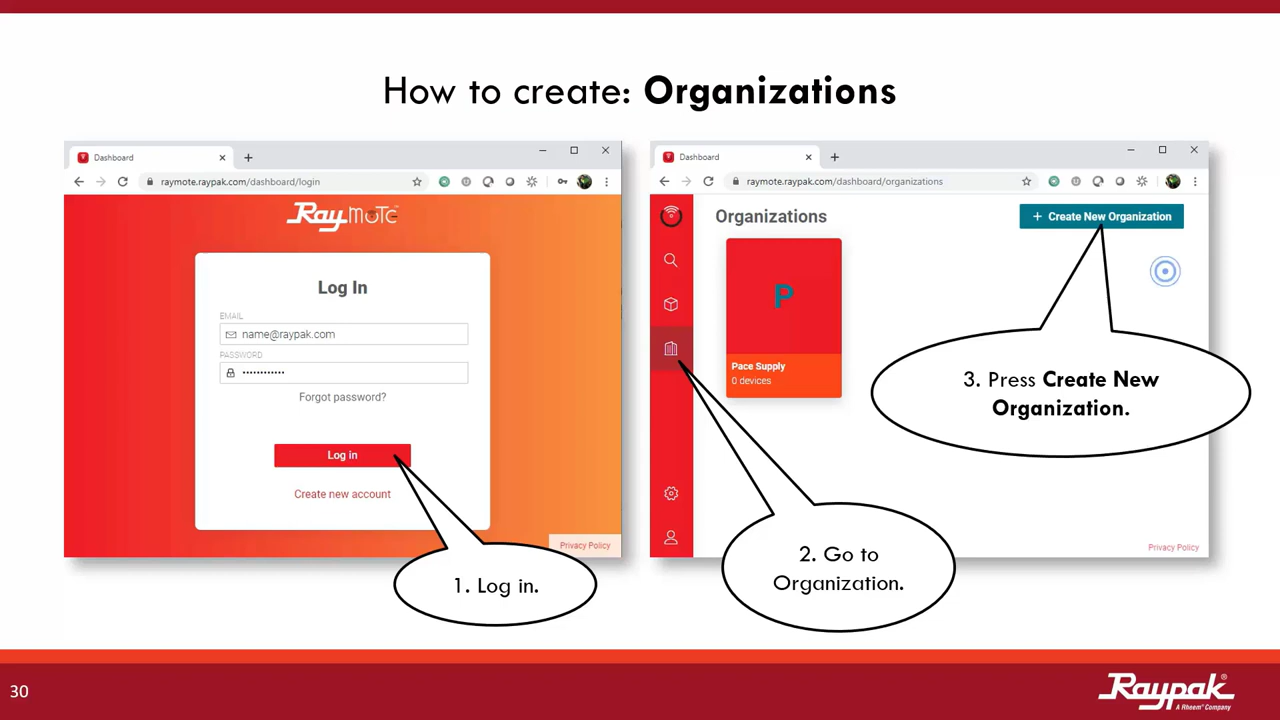 How to create: Organizations
Dashboard
raymote.raypak.com/dashboard/login
RayMOTE
Log In
EMAIL
name@raypak.com
PASSWORD
••••••••••••
Forgot password?
Log in
Create new account
Privacy Policy
1. Log in.
Dashboard
raymote.raypak.com/dashboard/organizations
Organizations
+ Create New Organization
P
Pace Supply
0 devices
Privacy Policy
2. Go to
Organization.
3. Press Create New
Organization.
30
Raypak
A Rheem® Company